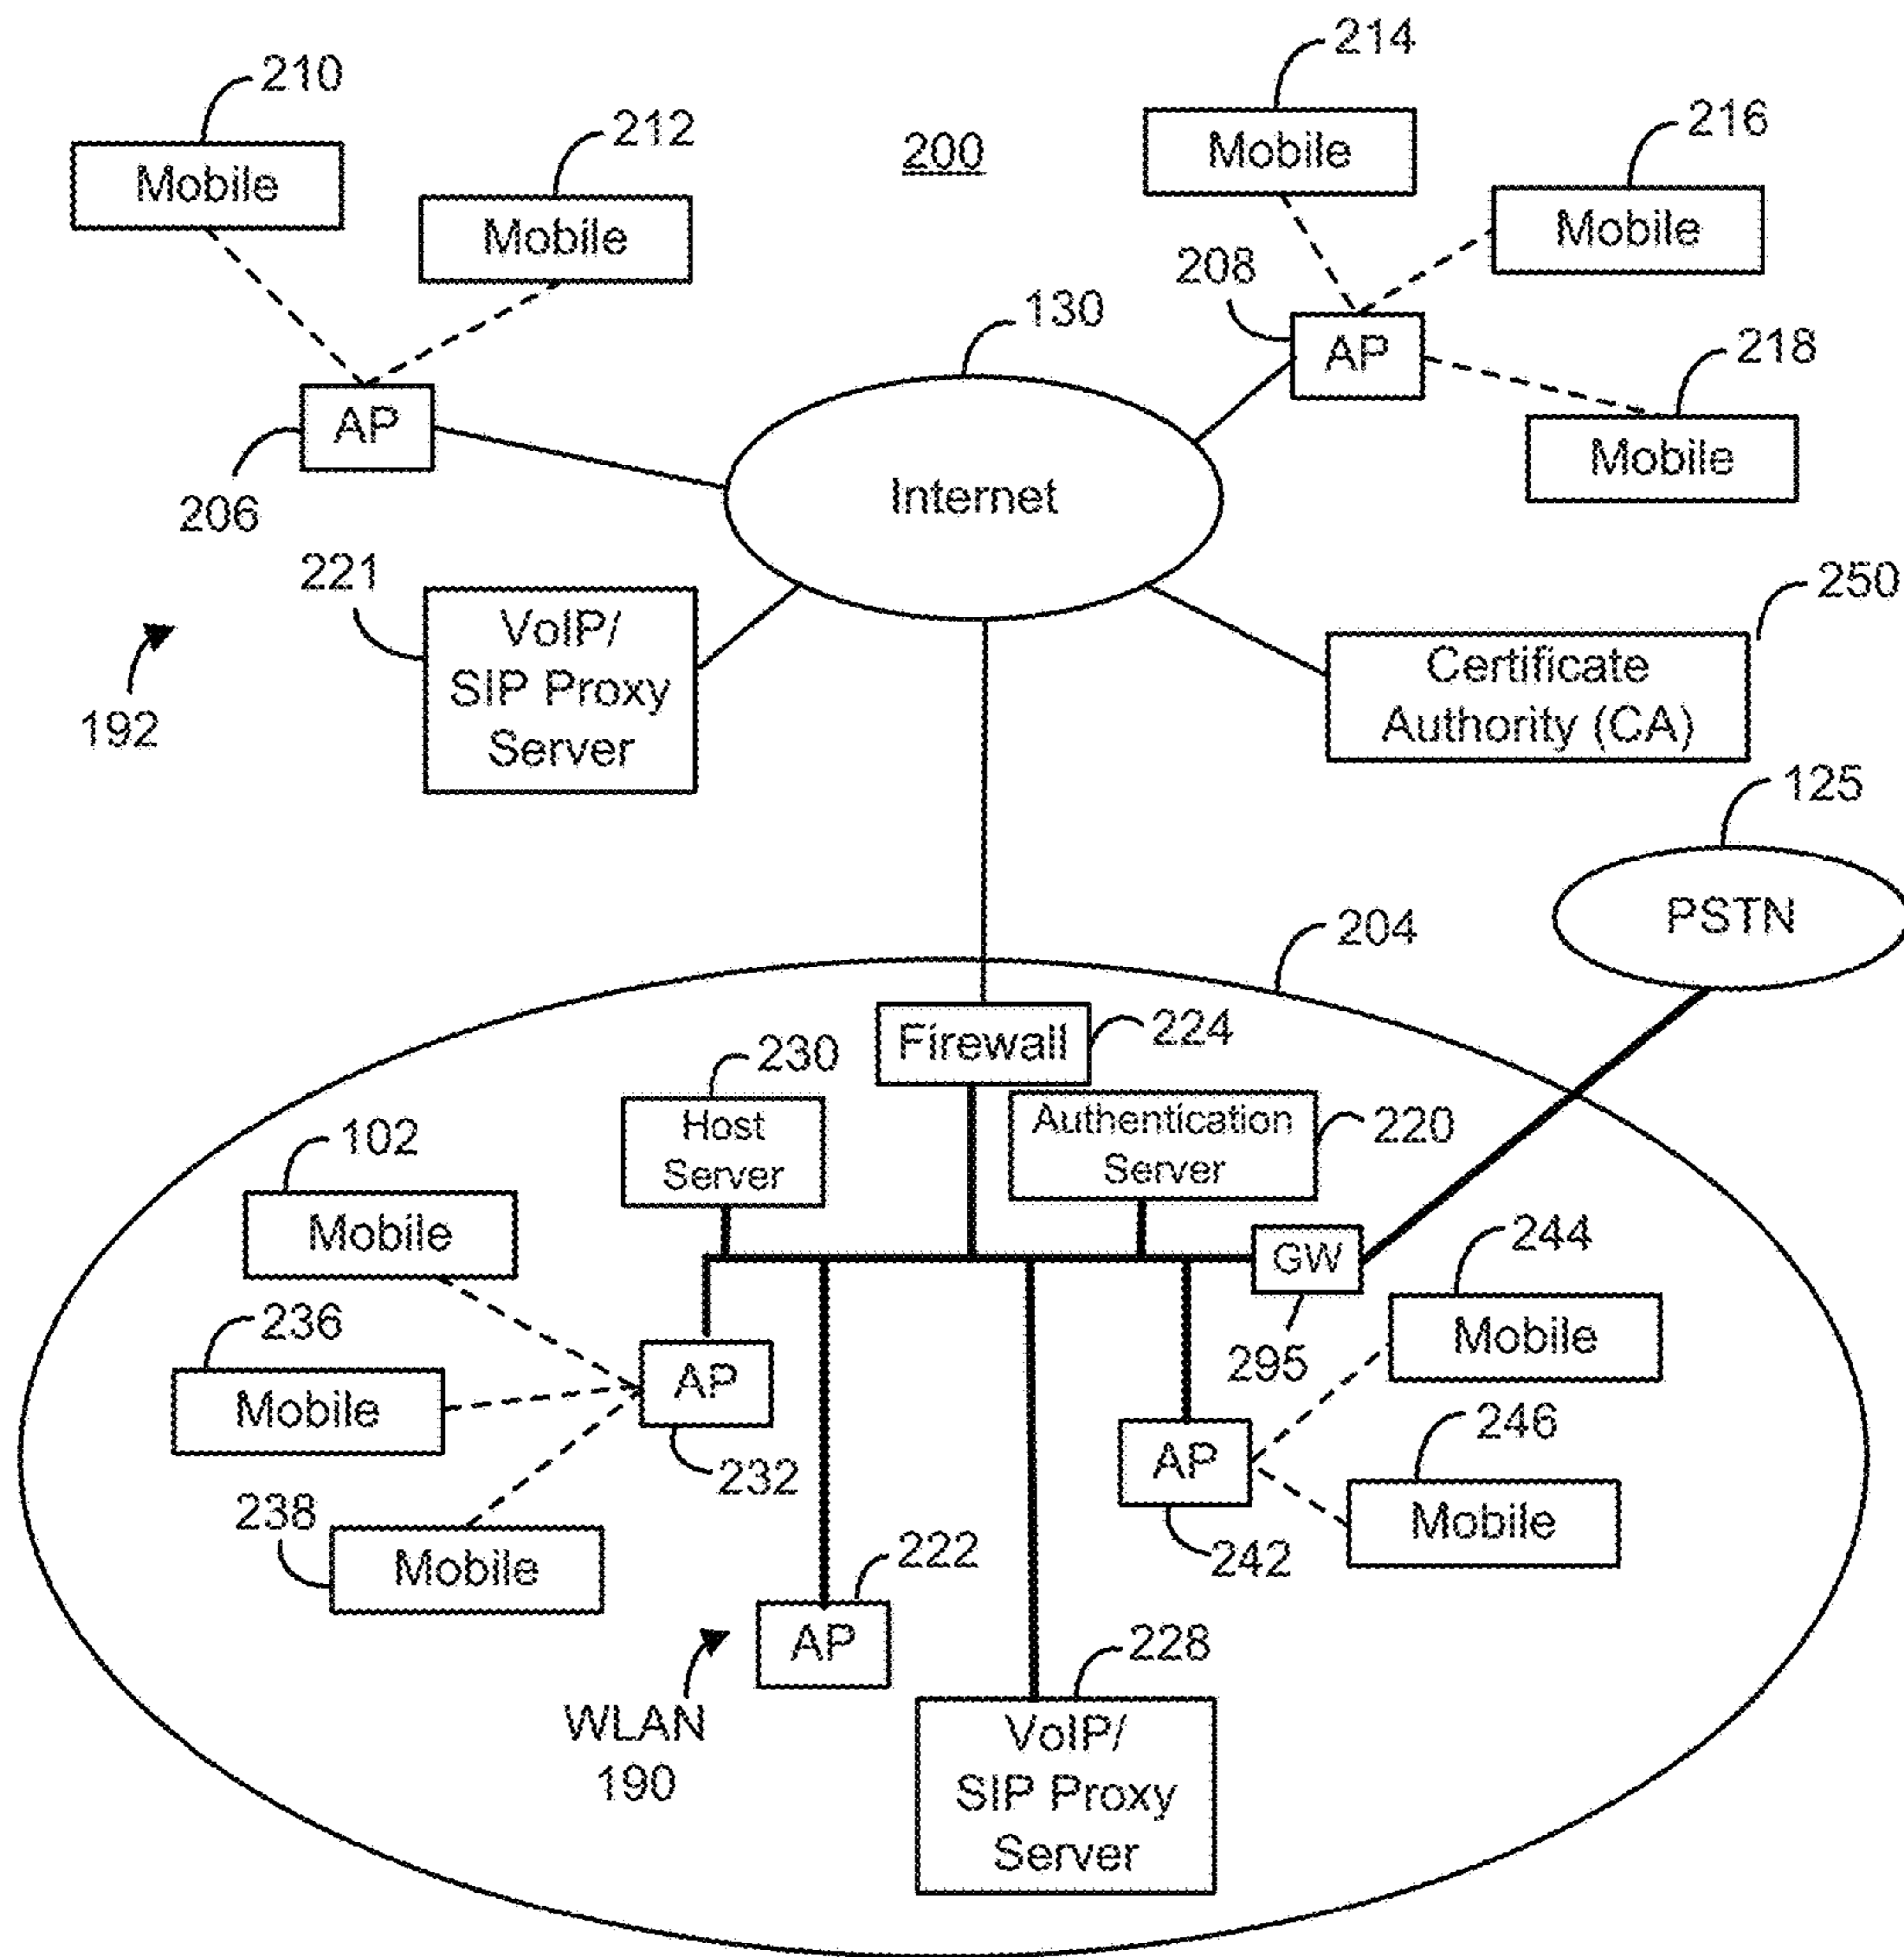 214
210
212
200
216
Mobile
Mobile
Mobile
Mobile
208
130
AP
218
AP
Mobile
206
Internet
221
250
VoIP/
SIP Proxy
Server
Certificate
Authority (CA)
192
125
PSTN
204
Firewall
224
230
Host
Server
Authentication
Server
220
102
Mobile
GW
244
236
Mobile
295
AP
Mobile
232
246
238
AP
Mobile
Mobile
242
222
AP
228
WLAN
190
VoIP/
SIP Proxy
Server